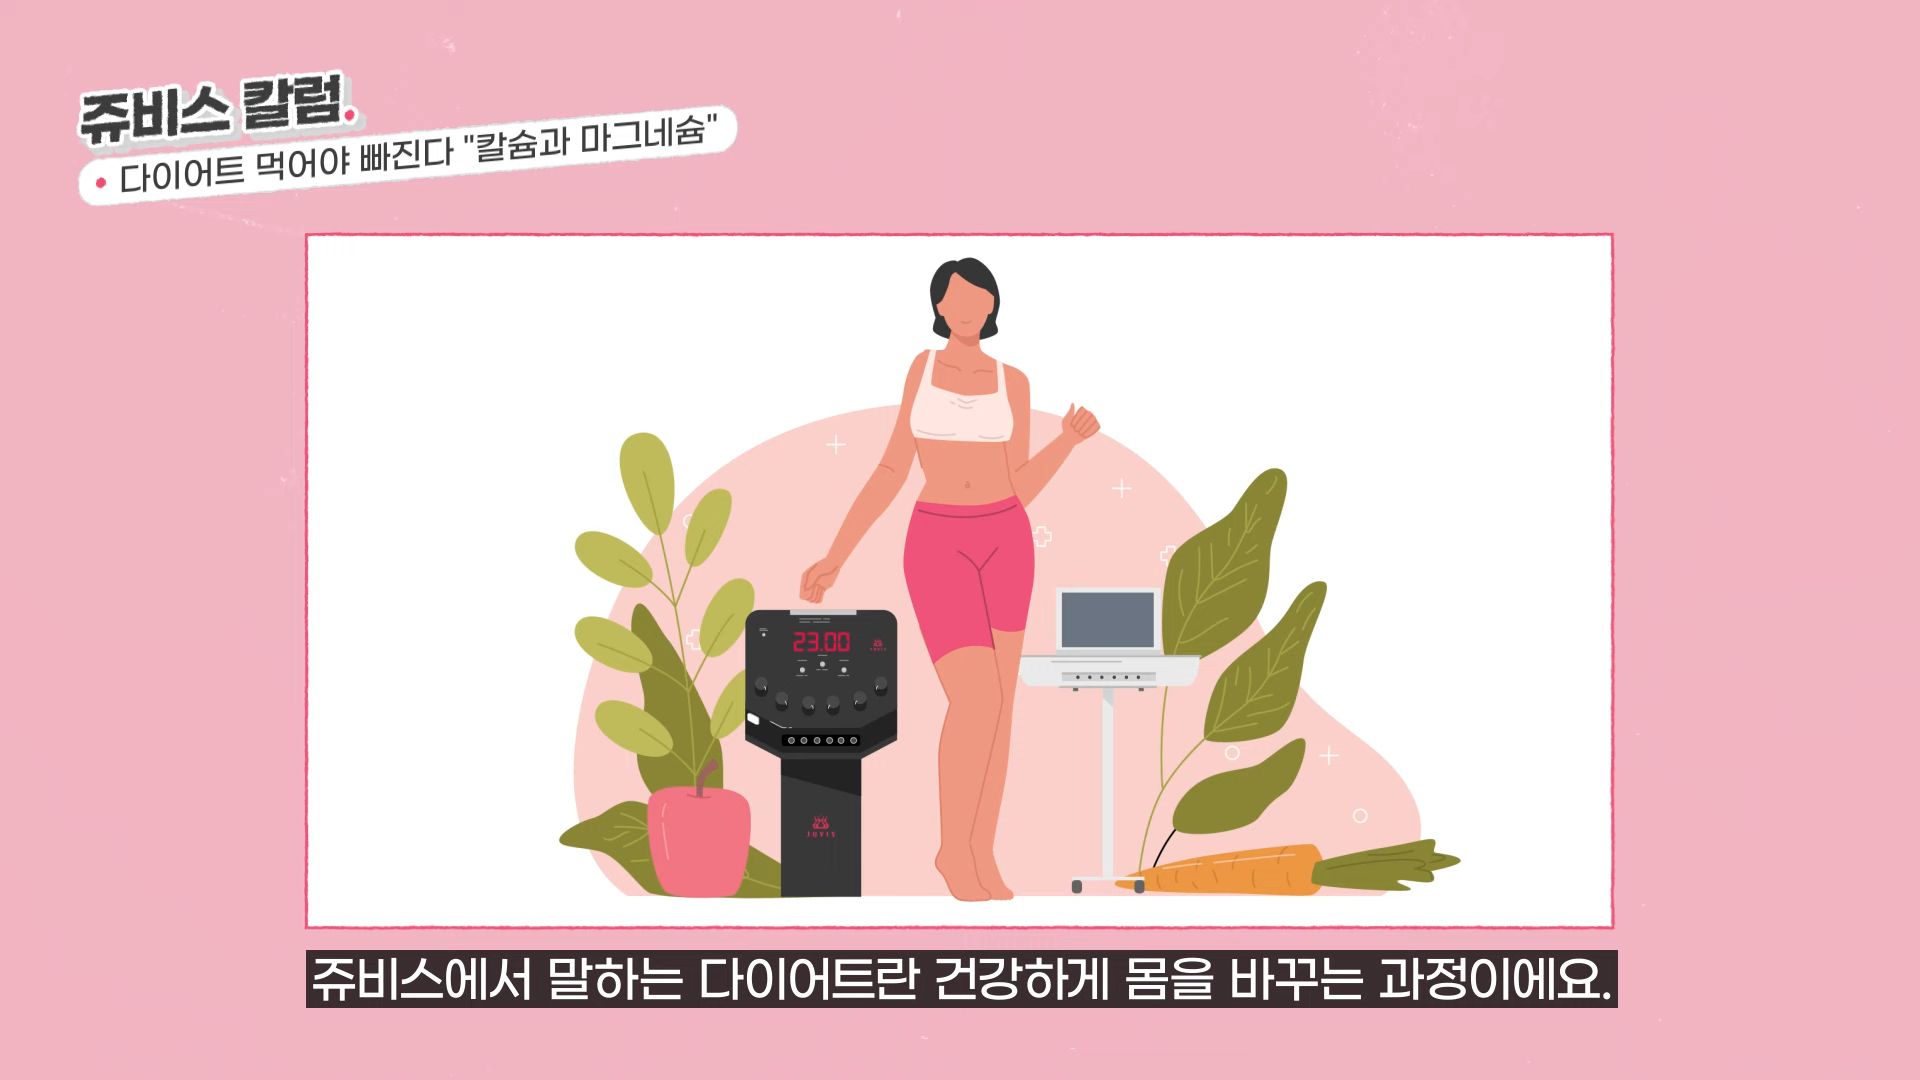 쥬비스 칼럼.
• 다이어트 먹어야 빠진다 "칼슘과 마그네슘"
23.00
JUVIS
쥬비스에서 말하는 다이어트란 건강하게 몸을 바꾸는 과정이에요.